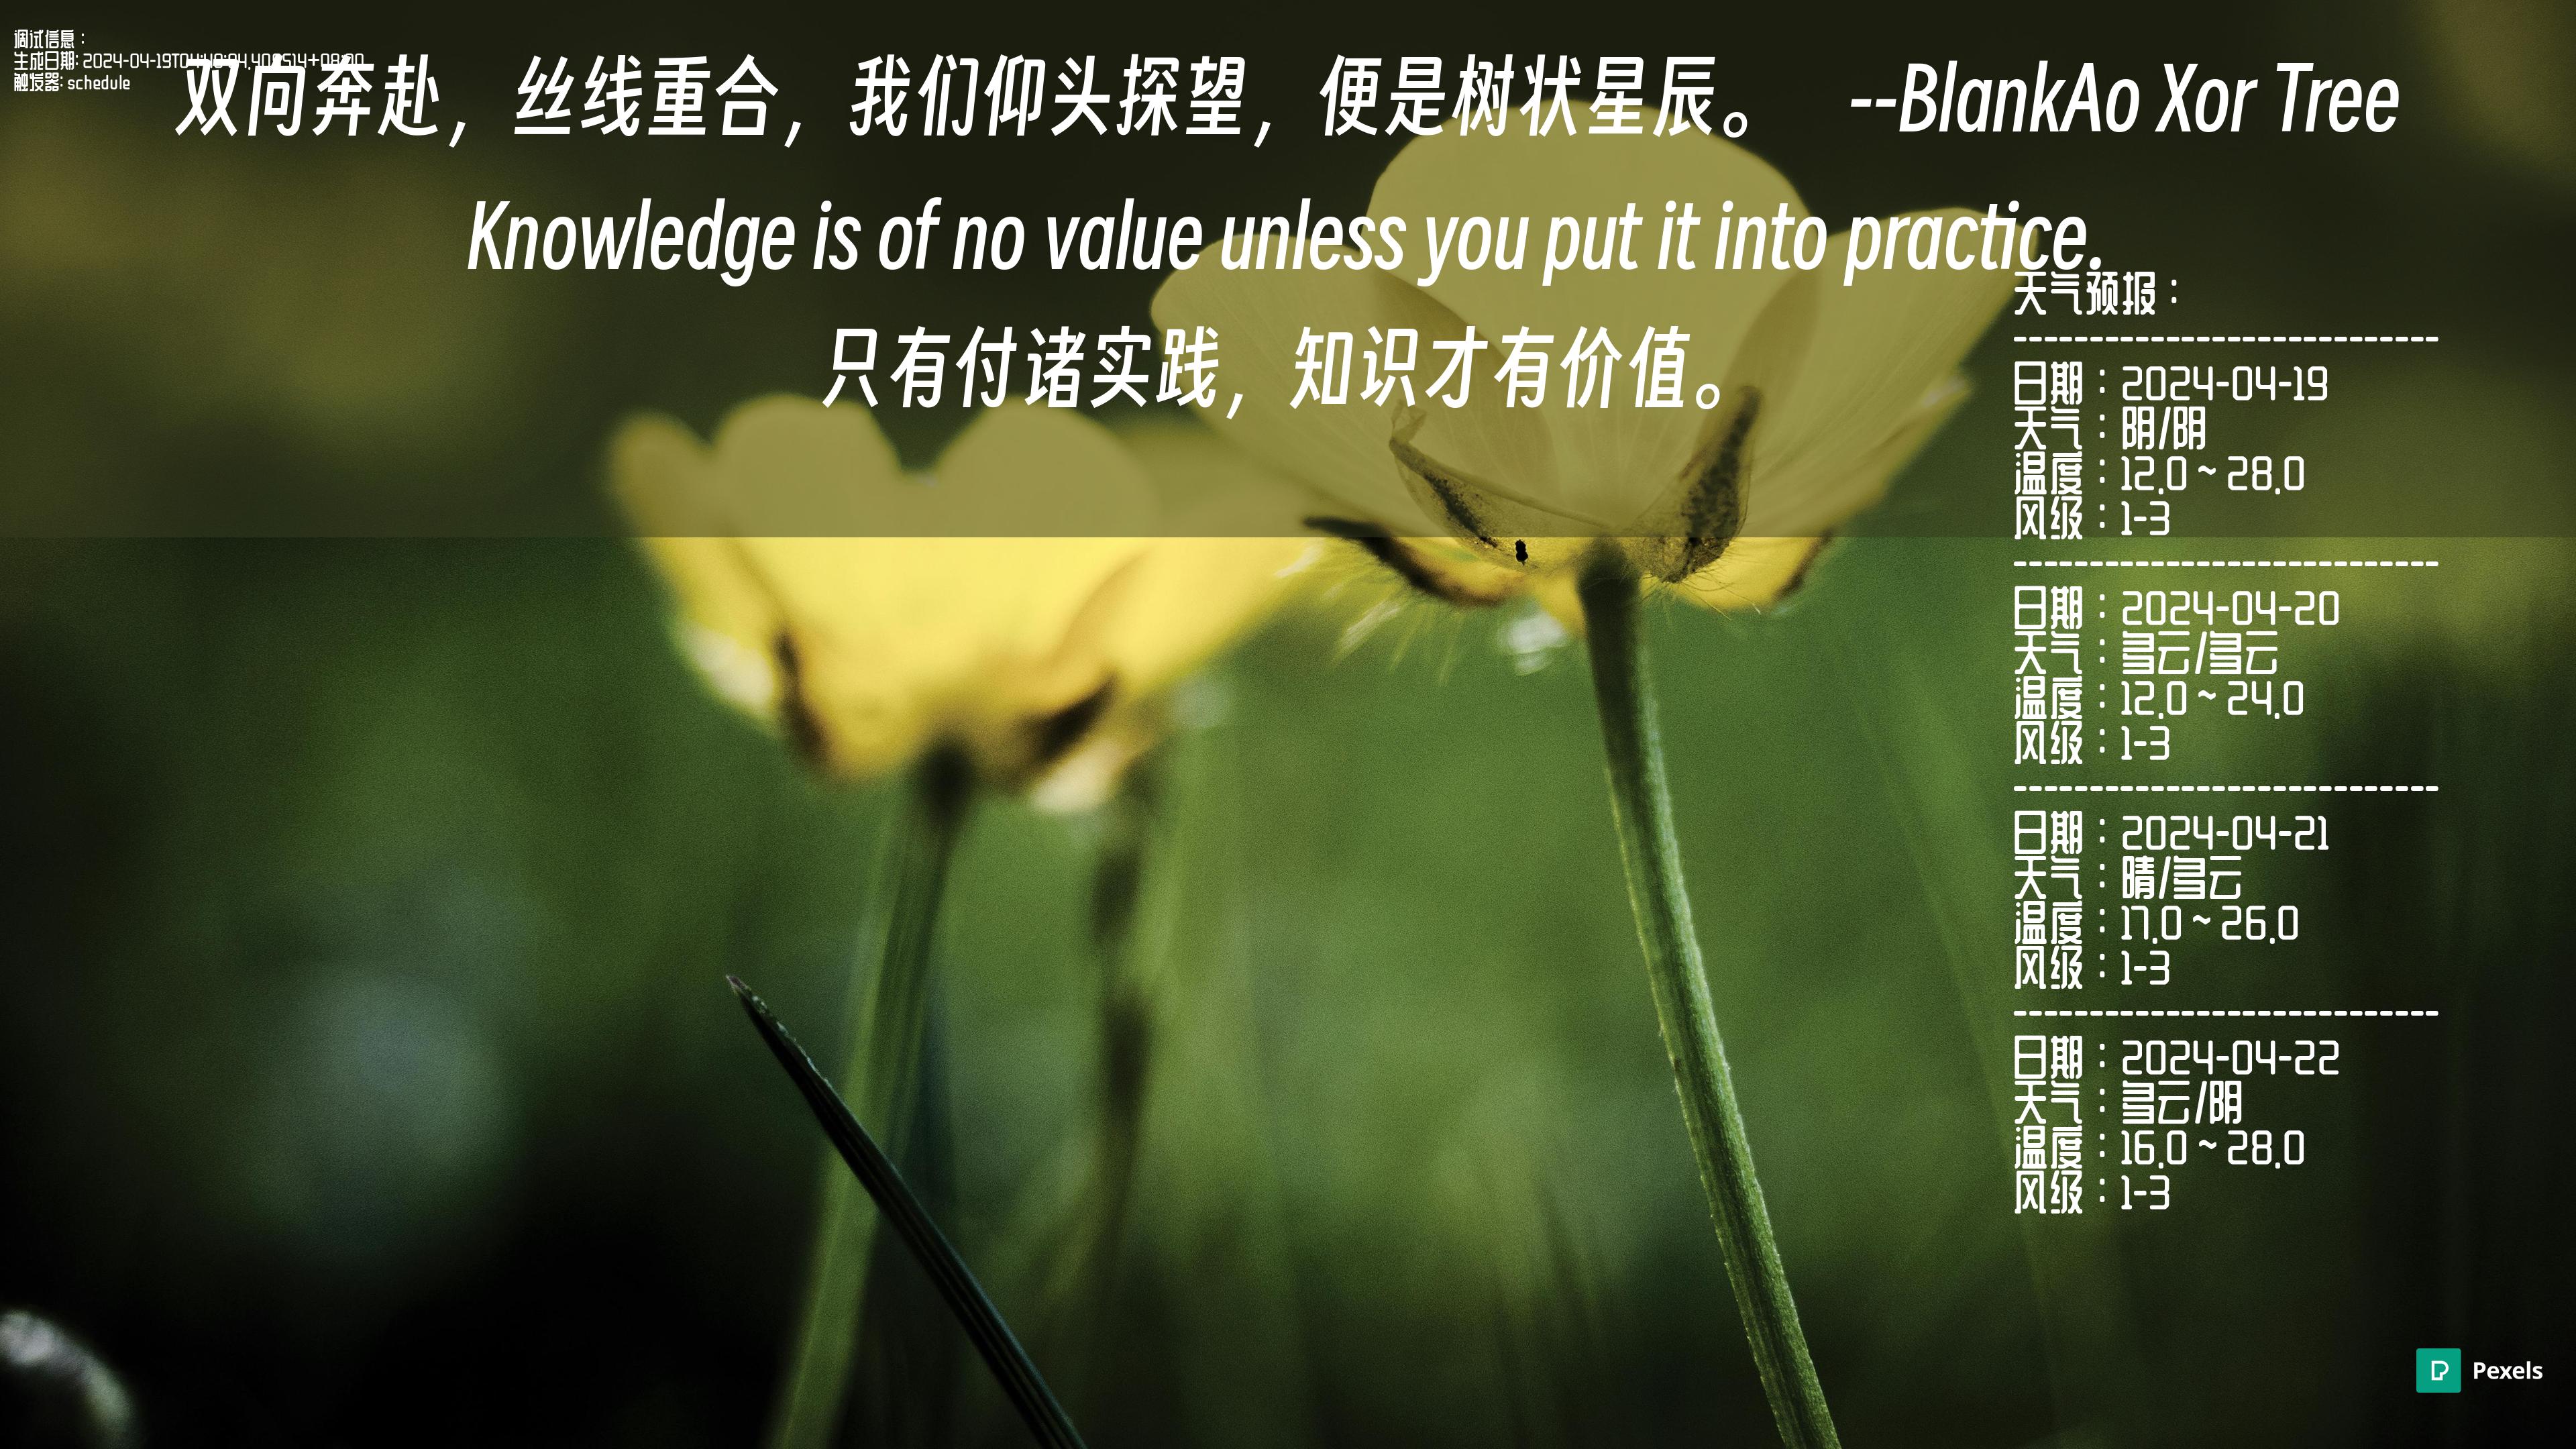 调试信息：
生成日期: 2024-04-19T04:48:04.408514+08:00
触发器: schedule
双向奔赴，丝线重合，我们仰头探望，便是树状星辰。 --BlankAo Xor Tree
Knowledge is of no value unless you put it into practice.
只有付诸实践，知识才有价值。
天气预报：
----------------------------
日期：2024-04-19
天气：阴/阴
温度：12.0 ~ 28.0
风级：1-3
----------------------------
日期：2024-04-20
天气：多云/多云
温度：12.0 ~ 24.0
风级：1-3
----------------------------
日期：2024-04-21
天气：晴/多云
温度：17.0 ~ 26.0
风级：1-3
----------------------------
日期：2024-04-22
天气：多云/阴
温度：16.0 ~ 28.0
风级：1-3
Pexels